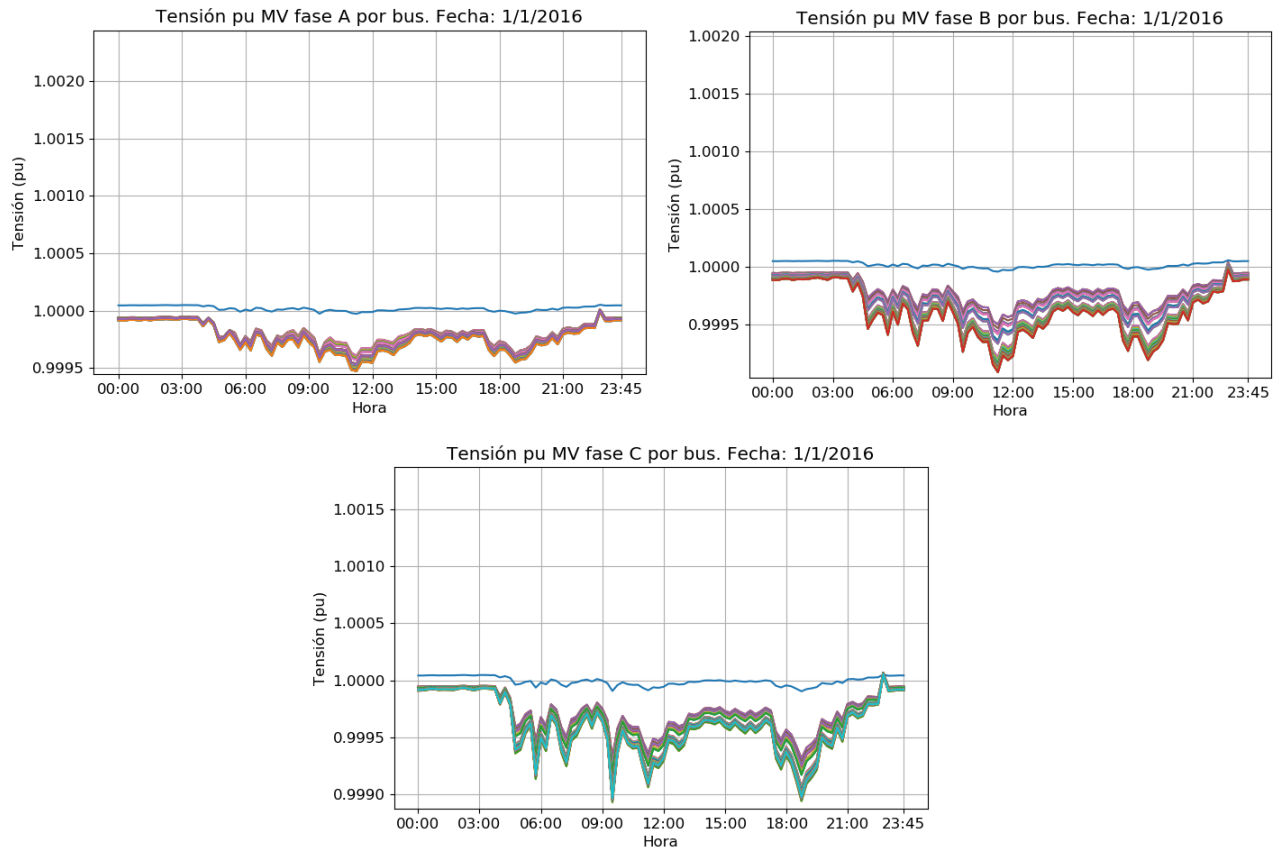 Tensión pu MV fase A por bus. Fecha: 1/1/2016
Tensión (pu)
1.0020
1.0015
1.0010
1.0005
1.0000
0.9995
00:00 03:00 06:00 09:00 12:00 15:00 18:00 21:00 23:45
Hora
Tensión pu MV fase B por bus. Fecha: 1/1/2016
Tensión (pu)
1.0020
1.0015
1.0010
1.0005
1.0000
0.9995
00:00 03:00 06:00 09:00 12:00 15:00 18:00 21:00 23:45
Hora
Tensión pu MV fase C por bus. Fecha: 1/1/2016
Tensión (pu)
1.0015
1.0010
1.0005
1.0000
0.9995
0.9990
00:00 03:00 06:00 09:00 12:00 15:00 18:00 21:00 23:45
Hora